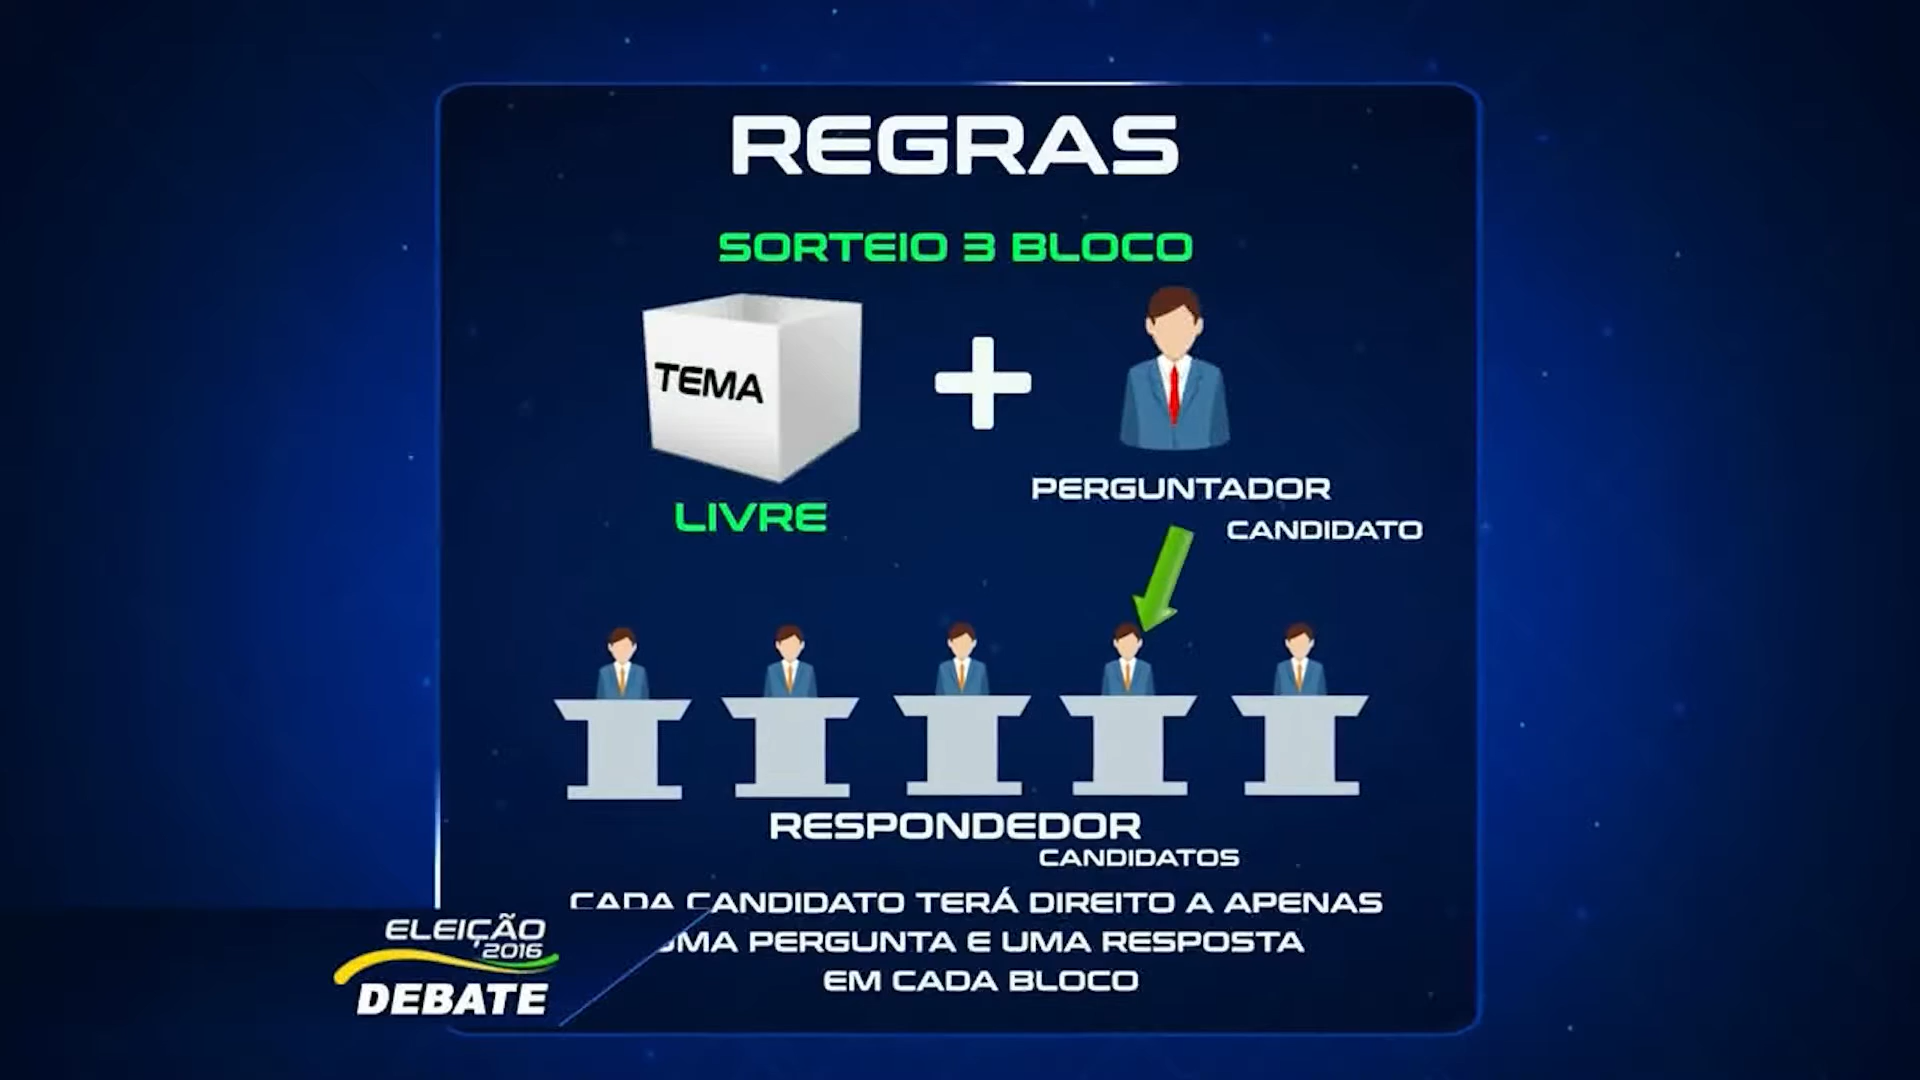 REGRAS
SORTEIO 3 BLOCO
TEMA
LIVRE
PERGUNTADOR
CANDIDATO
RESPONDEDOR
CANDIDATOS
CADA CANDIDATO TERÁ DIREITO A APENAS
UMA PERGUNTA E UMA RESPOSTA
EM CADA BLOCO
ELEIÇÃO
2016
DEBATE